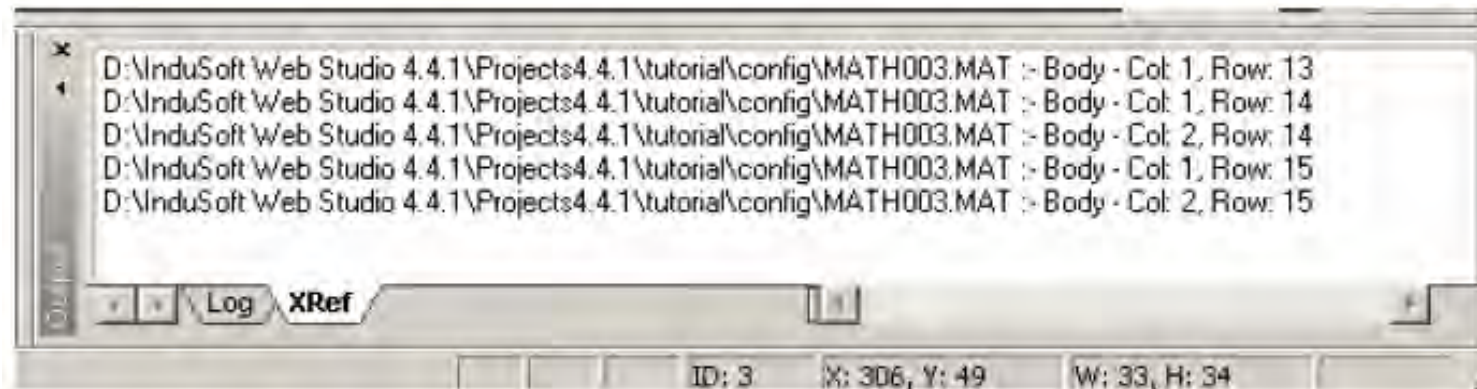 D:\InduSoft Web Studio 4.4.1\Projects4.4.1\tutorial\config\MATH003.MAT :- Body - Col: 1, Row: 13
D:\InduSoft Web Studio 4.4.1\Projects4.4.1\tutorial\config\MATH003.MAT :- Body - Col: 1, Row: 14
D:\InduSoft Web Studio 4.4.1\Projects4.4.1\tutorial\config\MATH003.MAT :- Body - Col: 2, Row: 14
D:\InduSoft Web Studio 4.4.1\Projects4.4.1\tutorial\config\MATH003.MAT :- Body - Col: 1, Row: 15
D:\InduSoft Web Studio 4.4.1\Projects4.4.1\tutorial\config\MATH003.MAT :- Body - Col: 2, Row: 15
Log XRef
ID: 3 X: 306, Y: 49 W: 33, H: 34